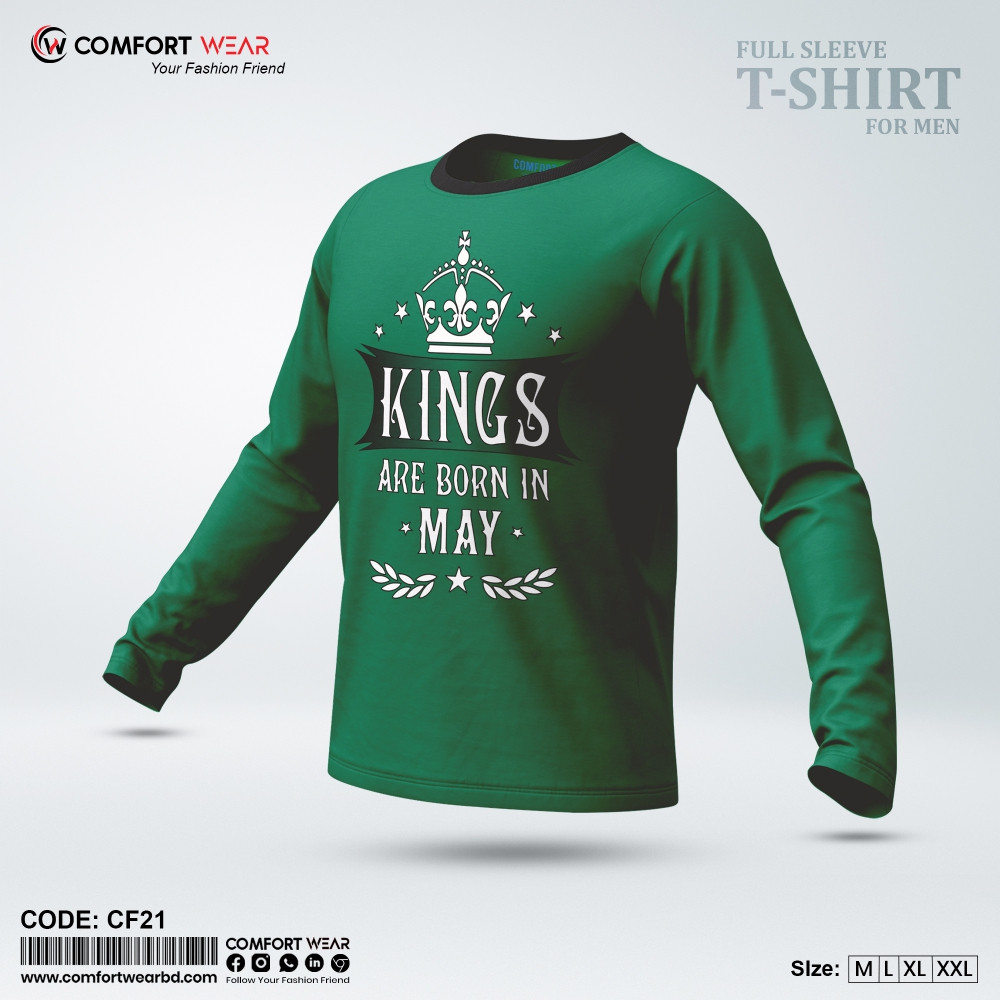 COMFORT WEAR
Your Fashion Friend
FULL SLEEVE
T-SHIRT
FOR MEN
KINGS
ARE BORN IN
MAY
CODE: CF21
www.comfortwearbd.com
COMFORT WEAR
Follow Your Fashion Friend
SIze: M L XL XXL